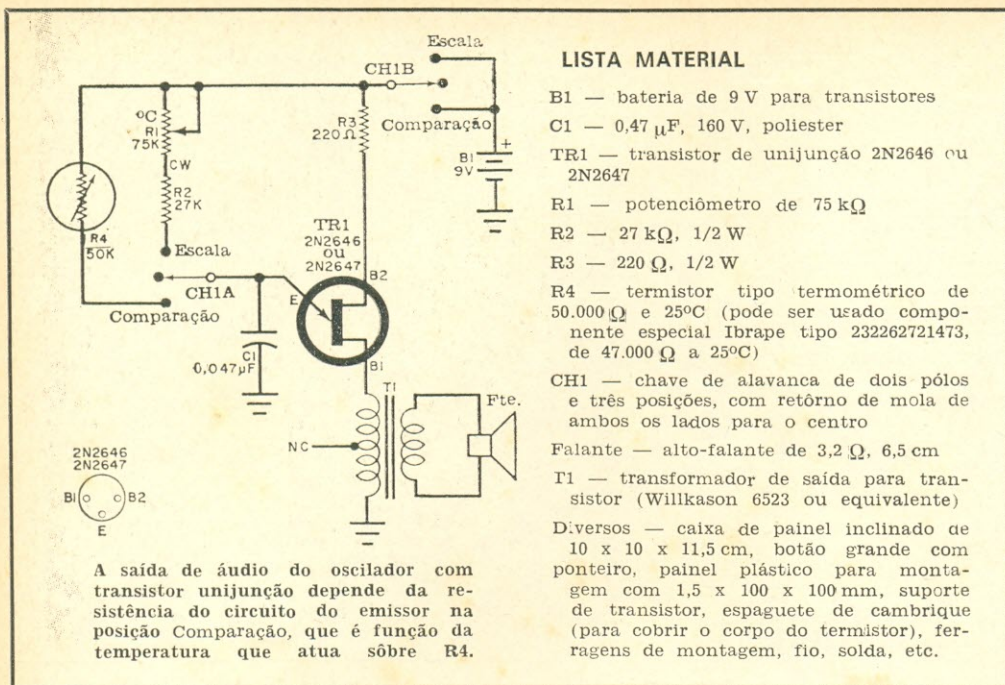 Escala
CH1B
Comparação
B1
9V
+
R3
220 Ω
ºC
R1
75K
CW
R2
27K
R4
50K
Escala
CH1A
Comparação
TR1
2N2646
ou
2N2647
B2
E
B1
C1
0,047µF
T1
NC
Fte.
2N2646
2N2647
B1
B2
E
A saída de áudio do oscilador com
transistor unijunção depende da re-
sistência do circuito do emissor na
posição Comparação, que é função da
temperatura que atua sôbre R4.
LISTA MATERIAL
B1 — bateria de 9 V para transistores
C1 — 0,47 µF, 160 V, poliester
TR1 — transistor de unijunção 2N2646 ou
2N2647
R1 — potenciômetro de 75 kΩ
R2 — 27 kΩ, 1/2 W
R3 — 220 Ω, 1/2 W
R4 — termistor tipo termométrico de
50.000 Ω e 25ºC (pode ser usado compo-
nente especial Ibrape tipo 232262721473,
de 47.000 Ω a 25ºC)
CH1 — chave de alavanca de dois pólos
e três posições, com retôrno de mola de
ambos os lados para o centro
Falante — alto-falante de 3,2 Ω, 6,5 cm
T1 — transformador de saída para tran-
sistor (Willkason 6523 ou equivalente)
Diversos — caixa de painel inclinado de
10 x 10 x 11,5 cm, botão grande com
ponteiro, painel plástico para monta-
gem com 1,5 x 100 x 100 mm, suporte
de transistor, espaguete de cambrique
(para cobrir o corpo do termistor), fer-
ragens de montagem, fio, solda, etc.